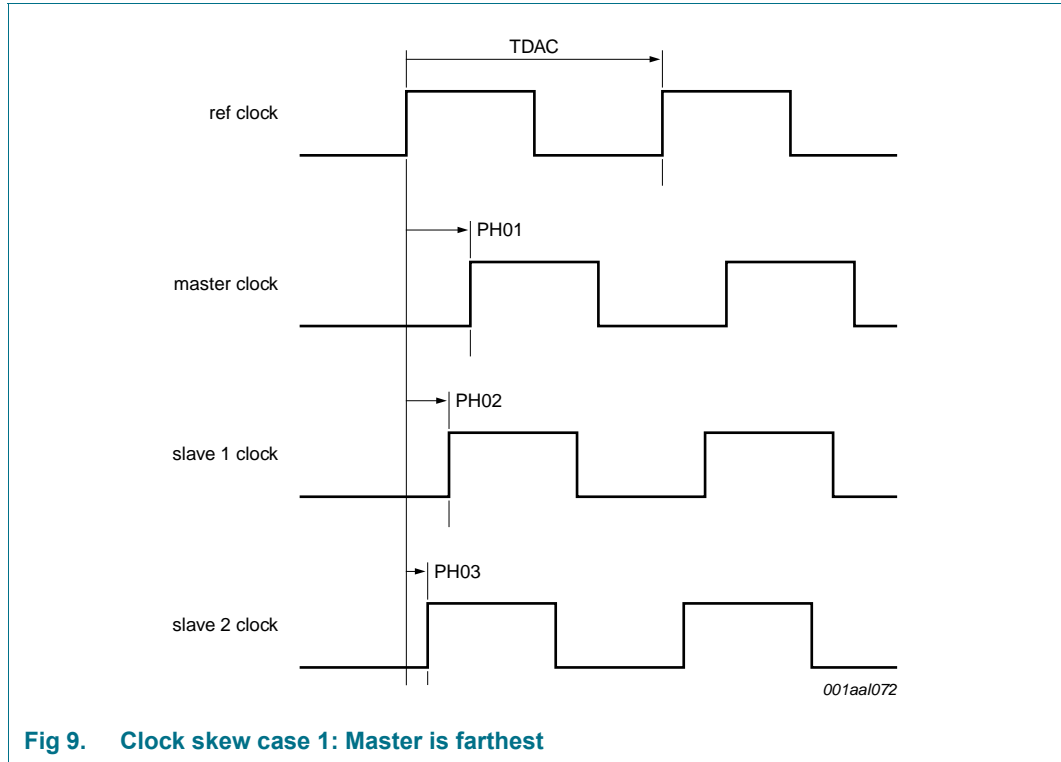 TDAC
ref clock
PH01
master clock
PH02
slave 1 clock
PH03
slave 2 clock
001aal072
Fig 9. Clock skew case 1: Master is farthest